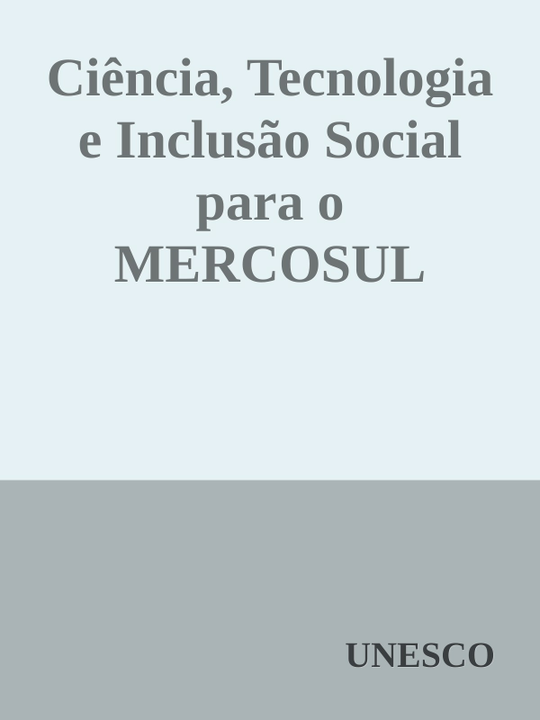 Ciência, Tecnologia
e Inclusão Social
para o
MERCOSUL
UNESCO